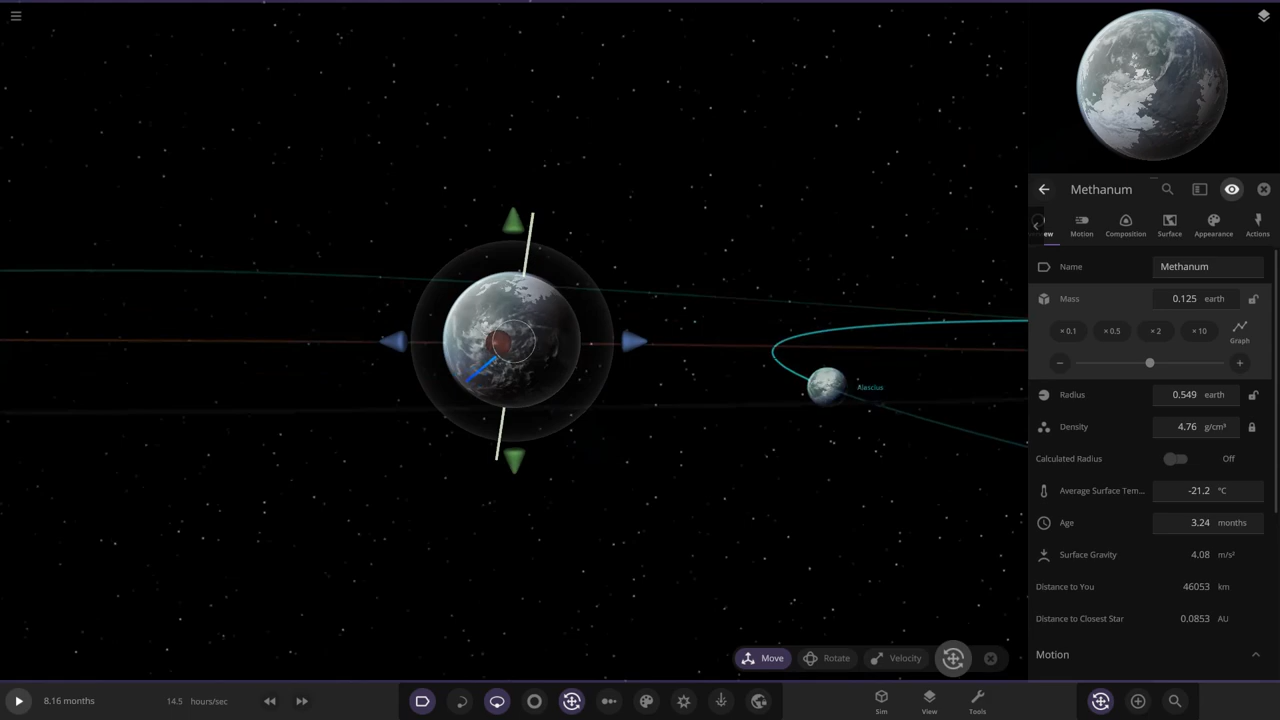 Methanum
ew
Motion
Composition
Surface
Appearance
Actions
Name Methanum
Mass 0.125 earth
× 0.1 × 0.5 × 2 × 10 Graph
Radius 0.549 earth
Density 4.76 g/cm³
Calculated Radius Off
Average Surface Tem... -21.2 °C
Age 3.24 months
Surface Gravity 4.08 m/s²
Distance to You 46053 km
Distance to Closest Star 0.0853 AU
Motion
Alescius
Move Rotate Velocity
8.16 months 14.5 hours/sec
Sim View Tools